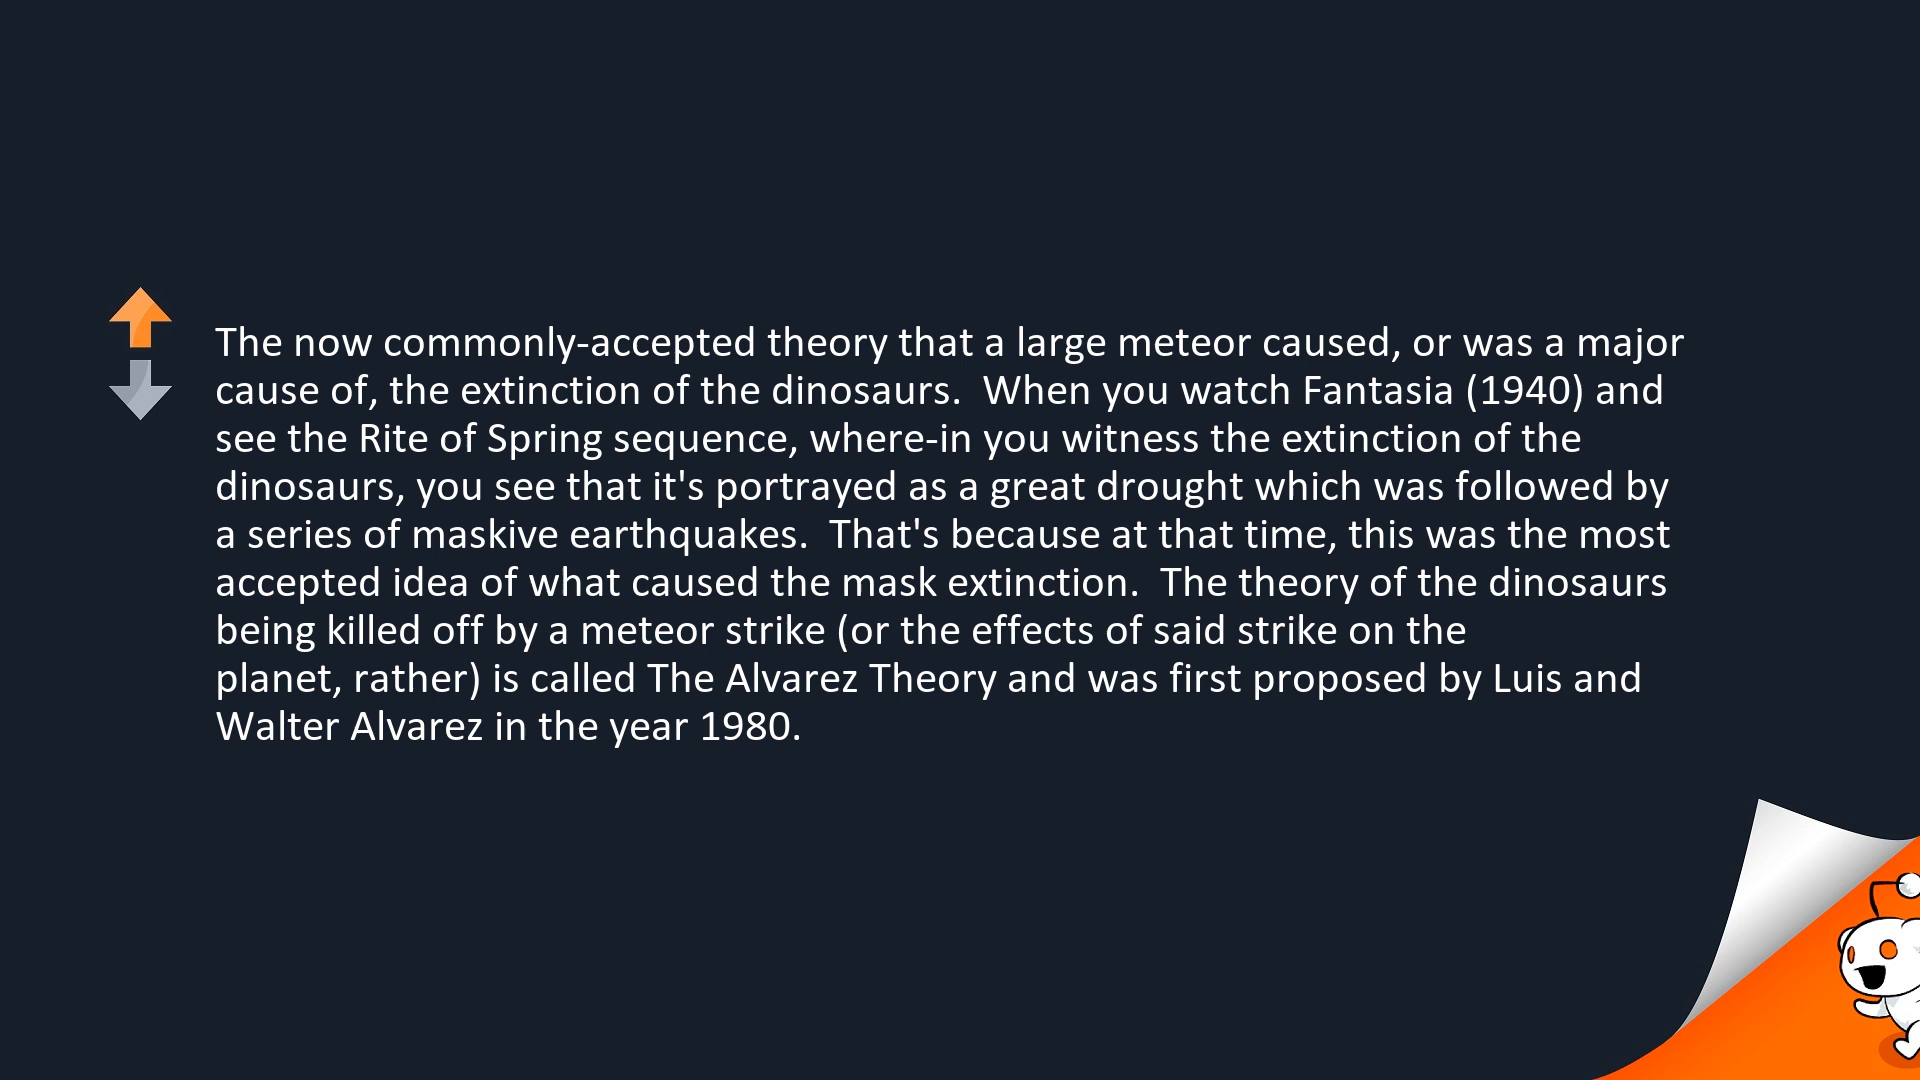 The now commonly-accepted theory that a large meteor caused, or was a major
cause of, the extinction of the dinosaurs.  When you watch Fantasia (1940) and
see the Rite of Spring sequence, where-in you witness the extinction of the
dinosaurs, you see that it's portrayed as a great drought which was followed by
a series of maskive earthquakes.  That's because at that time, this was the most
accepted idea of what caused the mask extinction.  The theory of the dinosaurs
being killed off by a meteor strike (or the effects of said strike on the
planet, rather) is called The Alvarez Theory and was first proposed by Luis and
Walter Alvarez in the year 1980.